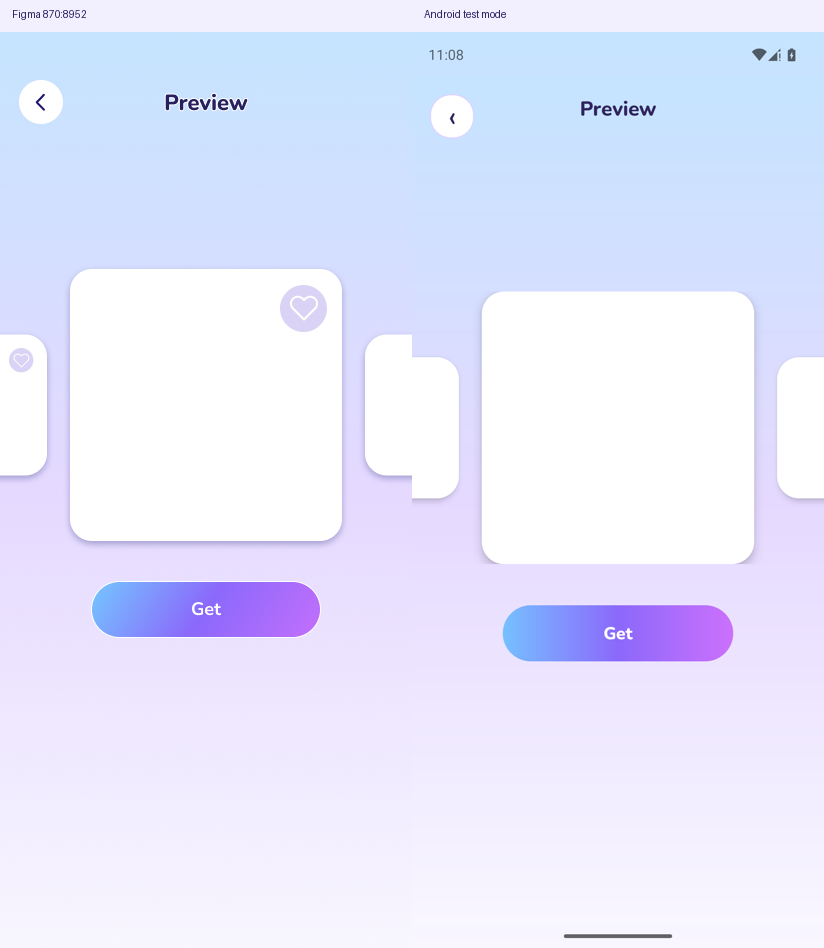 Figma 870:8952
Android test mode
11:08
Preview
Preview
Get
Get